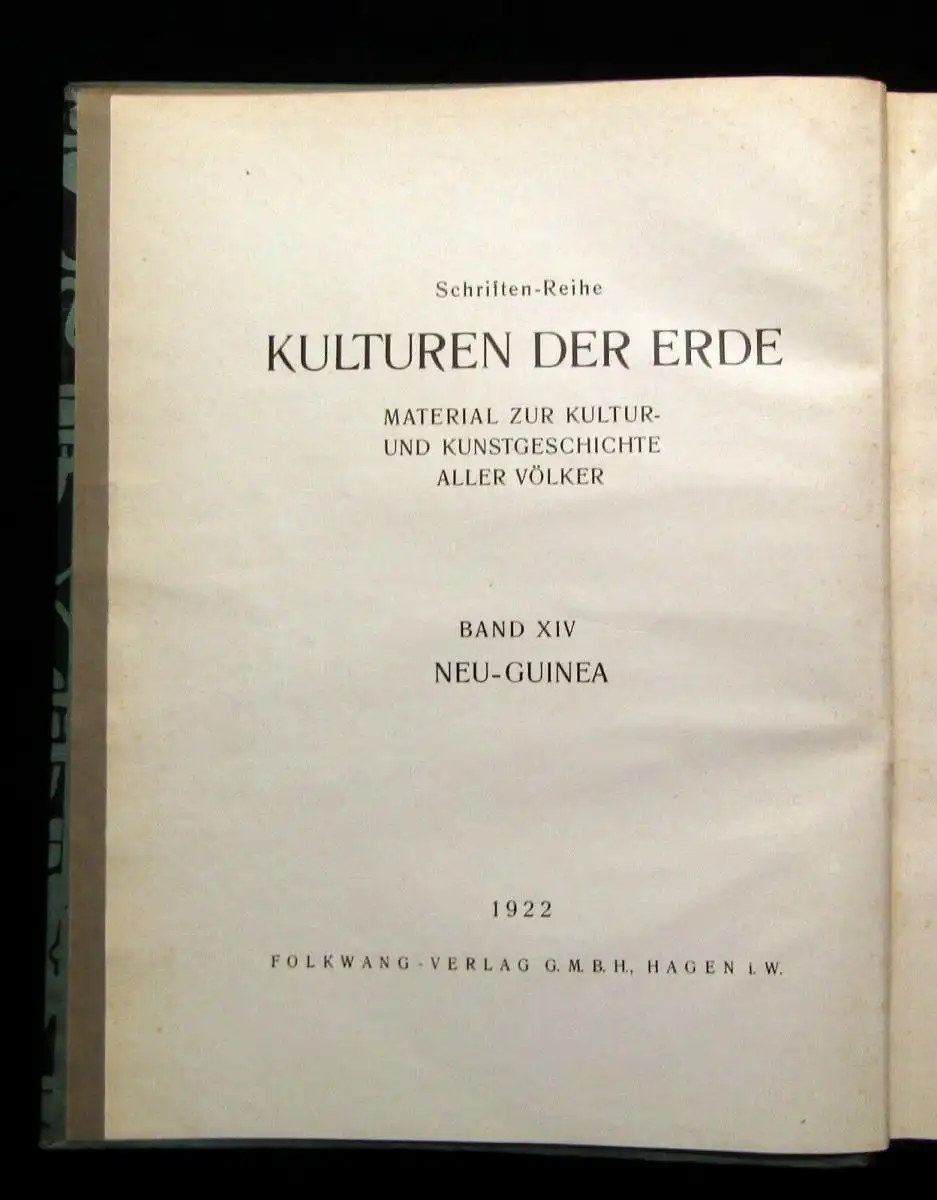 Schriften-Reihe
KULTUREN DER ERDE
MATERIAL ZUR KULTUR-
UND KUNSTGESCHICHTE
ALLER VÖLKER
BAND XIV
NEU-GUINEA
1922
FOLKWANG-VERLAG G.M.B.H., HAGEN i.W.